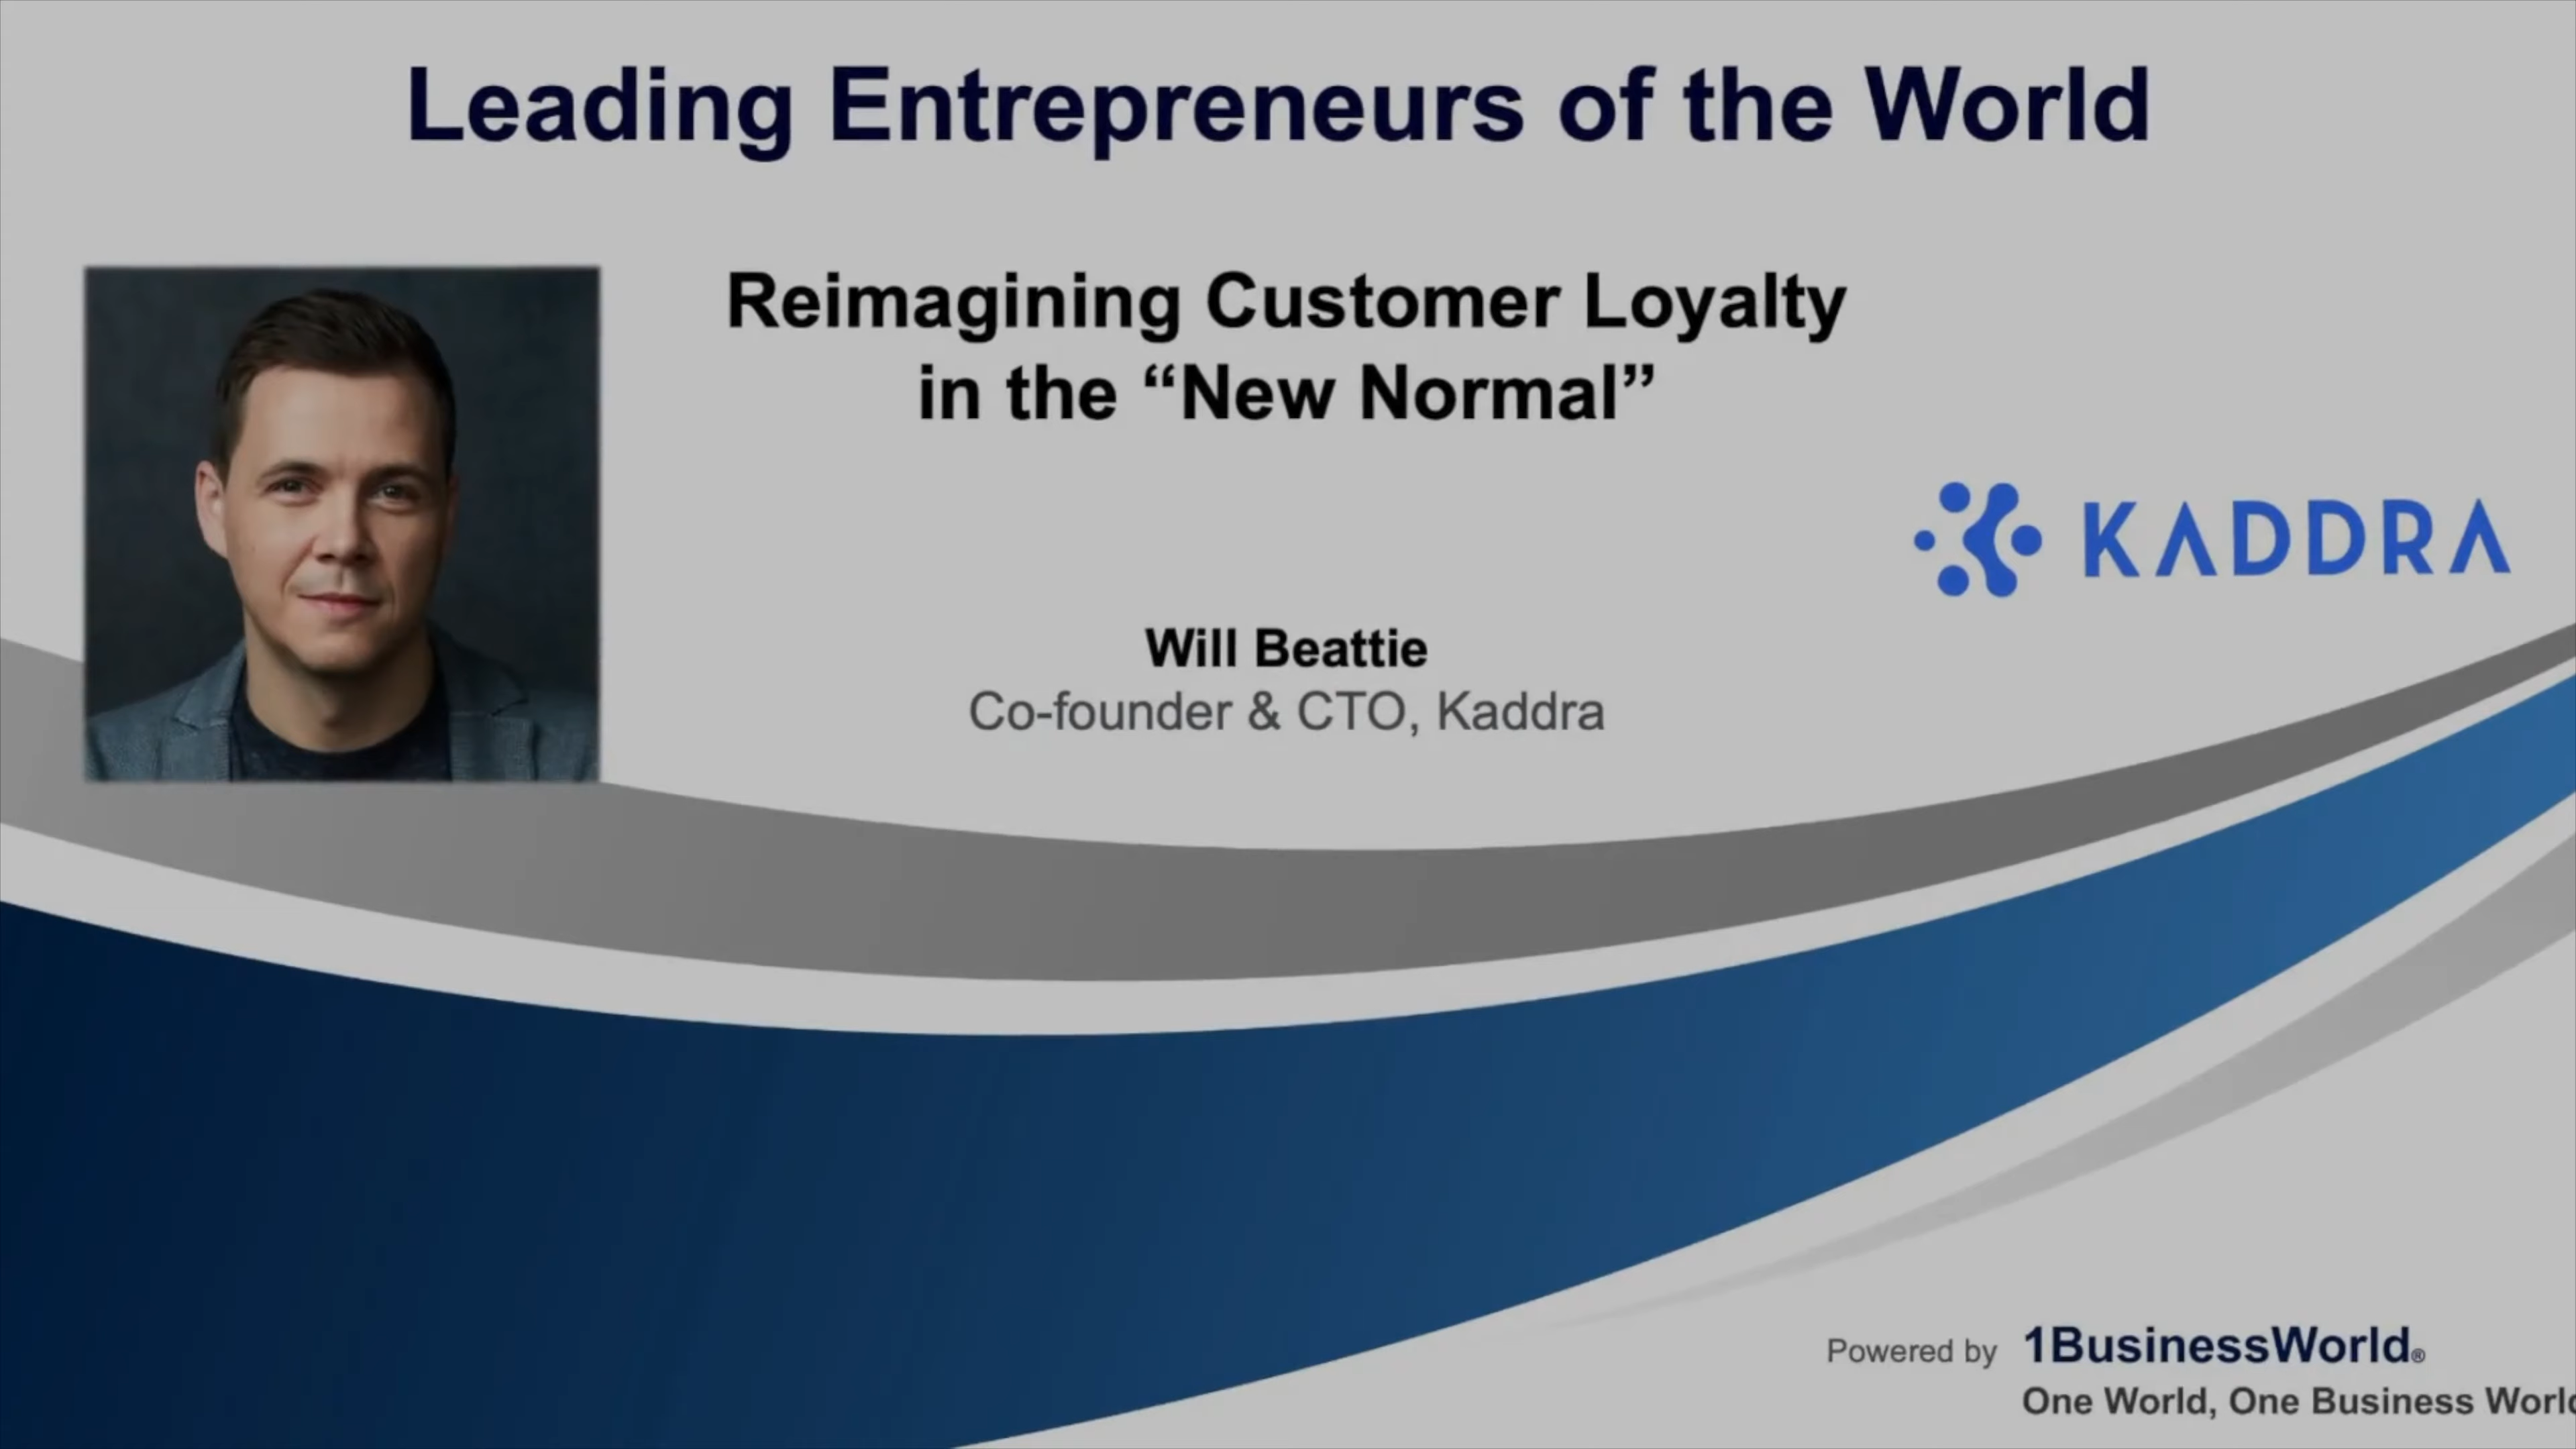 Leading Entrepreneurs of the World
Reimagining Customer Loyalty
in the “New Normal”
KADDRA
Will Beattie
Co-founder & CTO, Kaddra
Powered by 1BusinessWorld®
One World, One Business World